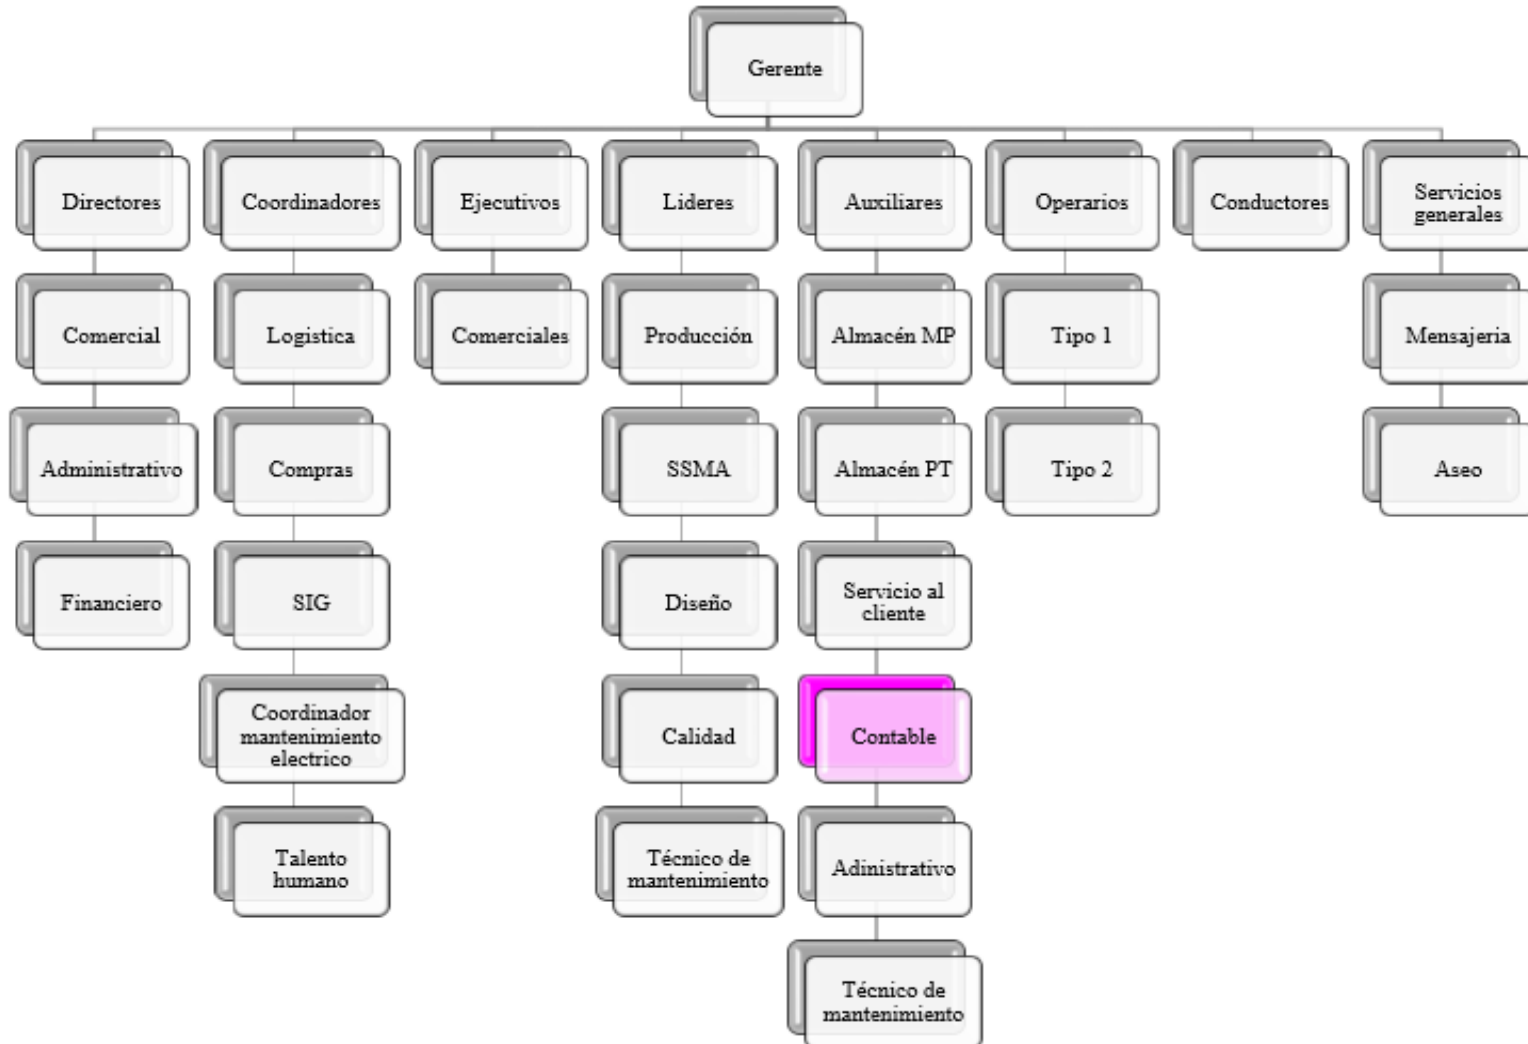 Gerente
Directores
Coordinadores
Ejecutivos
Lideres
Auxiliares
Operarios
Conductores
Servicios
generales
Comercial
Logistica
Comerciales
Producción
Almacén MP
Tipo 1
Mensajeria
Administrativo
Compras
SSMA
Almacén PT
Tipo 2
Aseo
Financiero
SIG
Diseño
Servicio al
cliente
Coordinador
mantenimiento
electrico
Calidad
Contable
Talento
humano
Técnico de
mantenimiento
Adinistrativo
Técnico de
mantenimiento